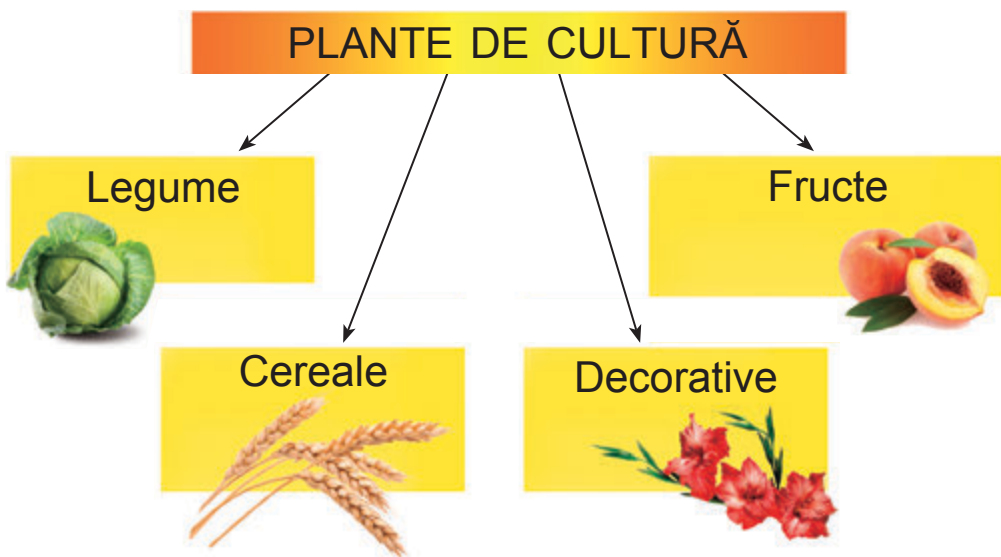 PLANTE DE CULTURĂ
Legume
Fructe
Cereale
Decorative